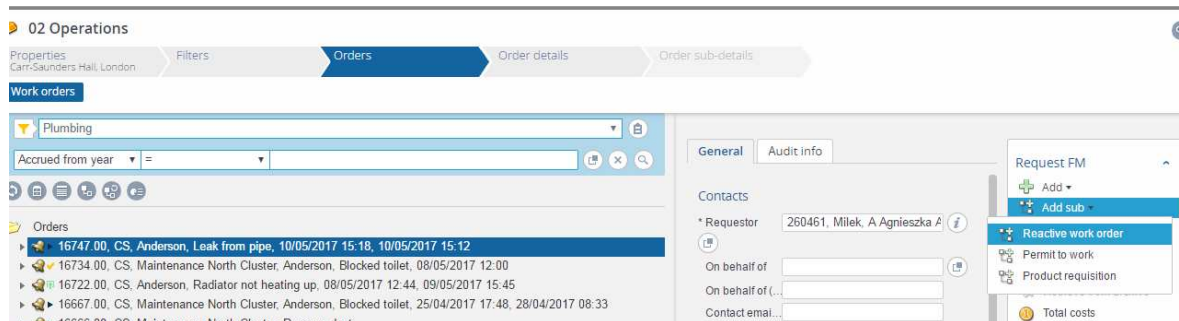 02 Operations
Properties
Carr-Saunders Hall, London
Filters
Orders
Order details
Order sub-details
Work orders
Plumbing
Accrued from year
=
Orders
16747.00, CS, Anderson, Leak from pipe, 10/05/2017 15:18, 10/05/2017 15:12
16734.00, CS, Maintenance North Cluster, Anderson, Blocked toilet, 08/05/2017 12:00
16722.00, CS, Anderson, Radiator not heating up, 08/05/2017 12:44, 09/05/2017 15:45
16667.00, CS, Maintenance North Cluster, Anderson, Blocked toilet, 25/04/2017 17:48, 28/04/2017 08:33
General
Audit info
Contacts
* Requestor
260461, Milek, A Agnieszka A
On behalf of
On behalf of (...
Contact emai...
Request FM
Add
Add sub
Reactive work order
Permit to work
Product requisition
Total costs